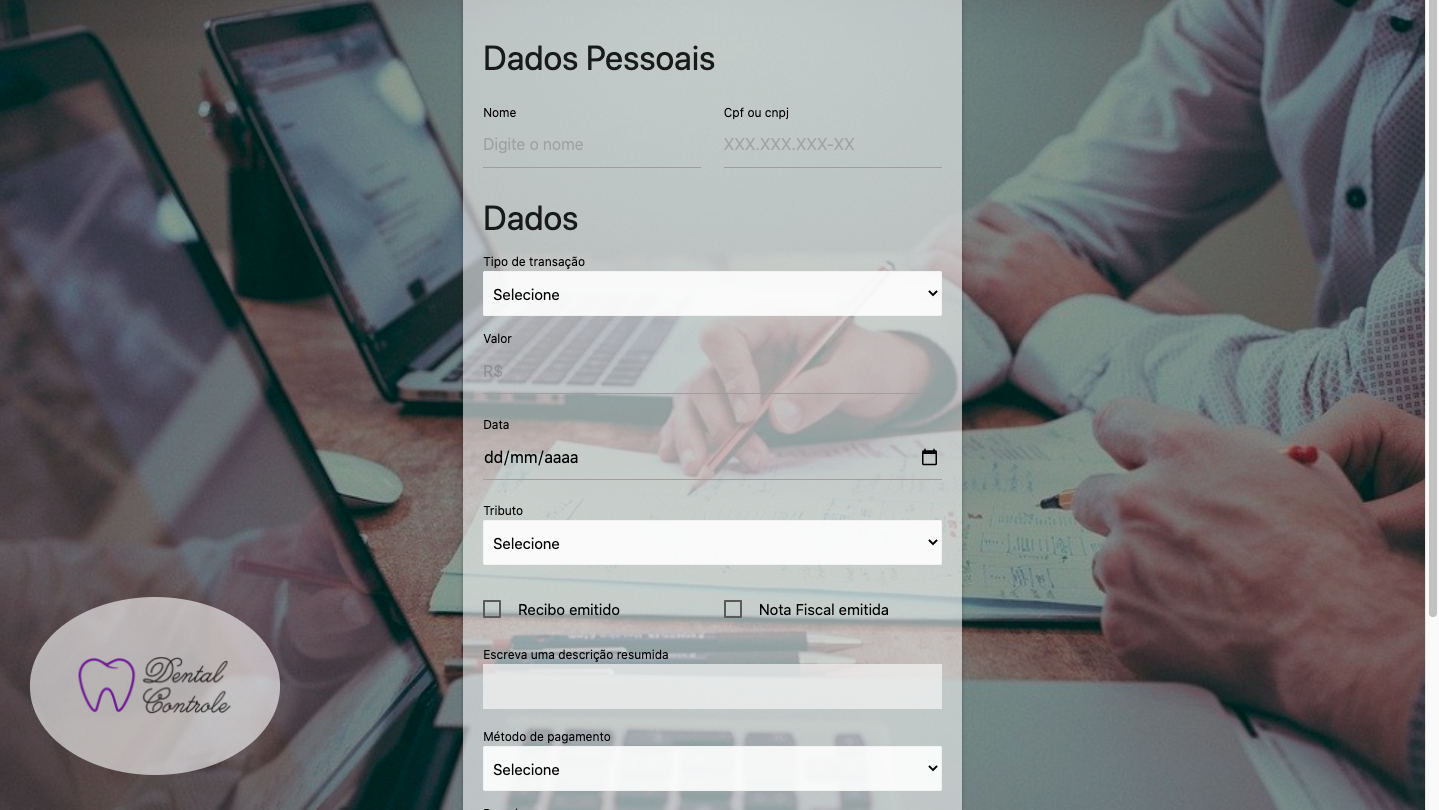 Dados Pessoais
Nome
Cpf ou cnpj
Digite o nome
XXX.XXX.XXX-XX
Dados
Tipo de transação
Selecione
Valor
R$
Data
dd/mm/aaaa
Tributo
Selecione
Recibo emitido
Nota Fiscal emitida
Escreva uma descrição resumida
Método de pagamento
Selecione
Dental
Controle